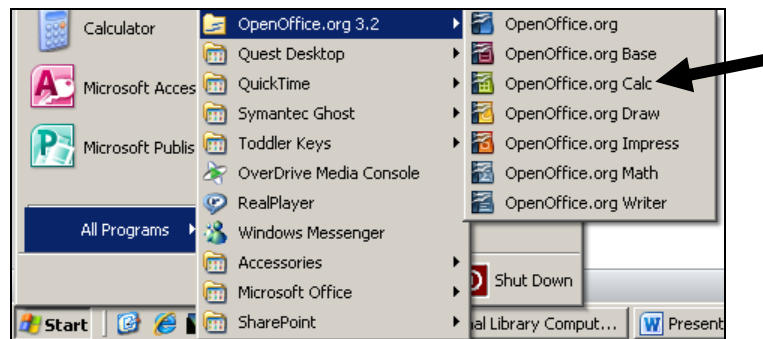 Calculator
Microsoft Acces
Microsoft Publis
All Programs
OpenOffice.org 3.2
Quest Desktop
QuickTime
Symantec Ghost
Toddler Keys
OverDrive Media Console
RealPlayer
Windows Messenger
Accessories
Microsoft Office
SharePoint
OpenOffice.org
OpenOffice.org Base
OpenOffice.org Calc
OpenOffice.org Draw
OpenOffice.org Impress
OpenOffice.org Math
OpenOffice.org Writer
Shut Down
Start
al Library Comput...
Present